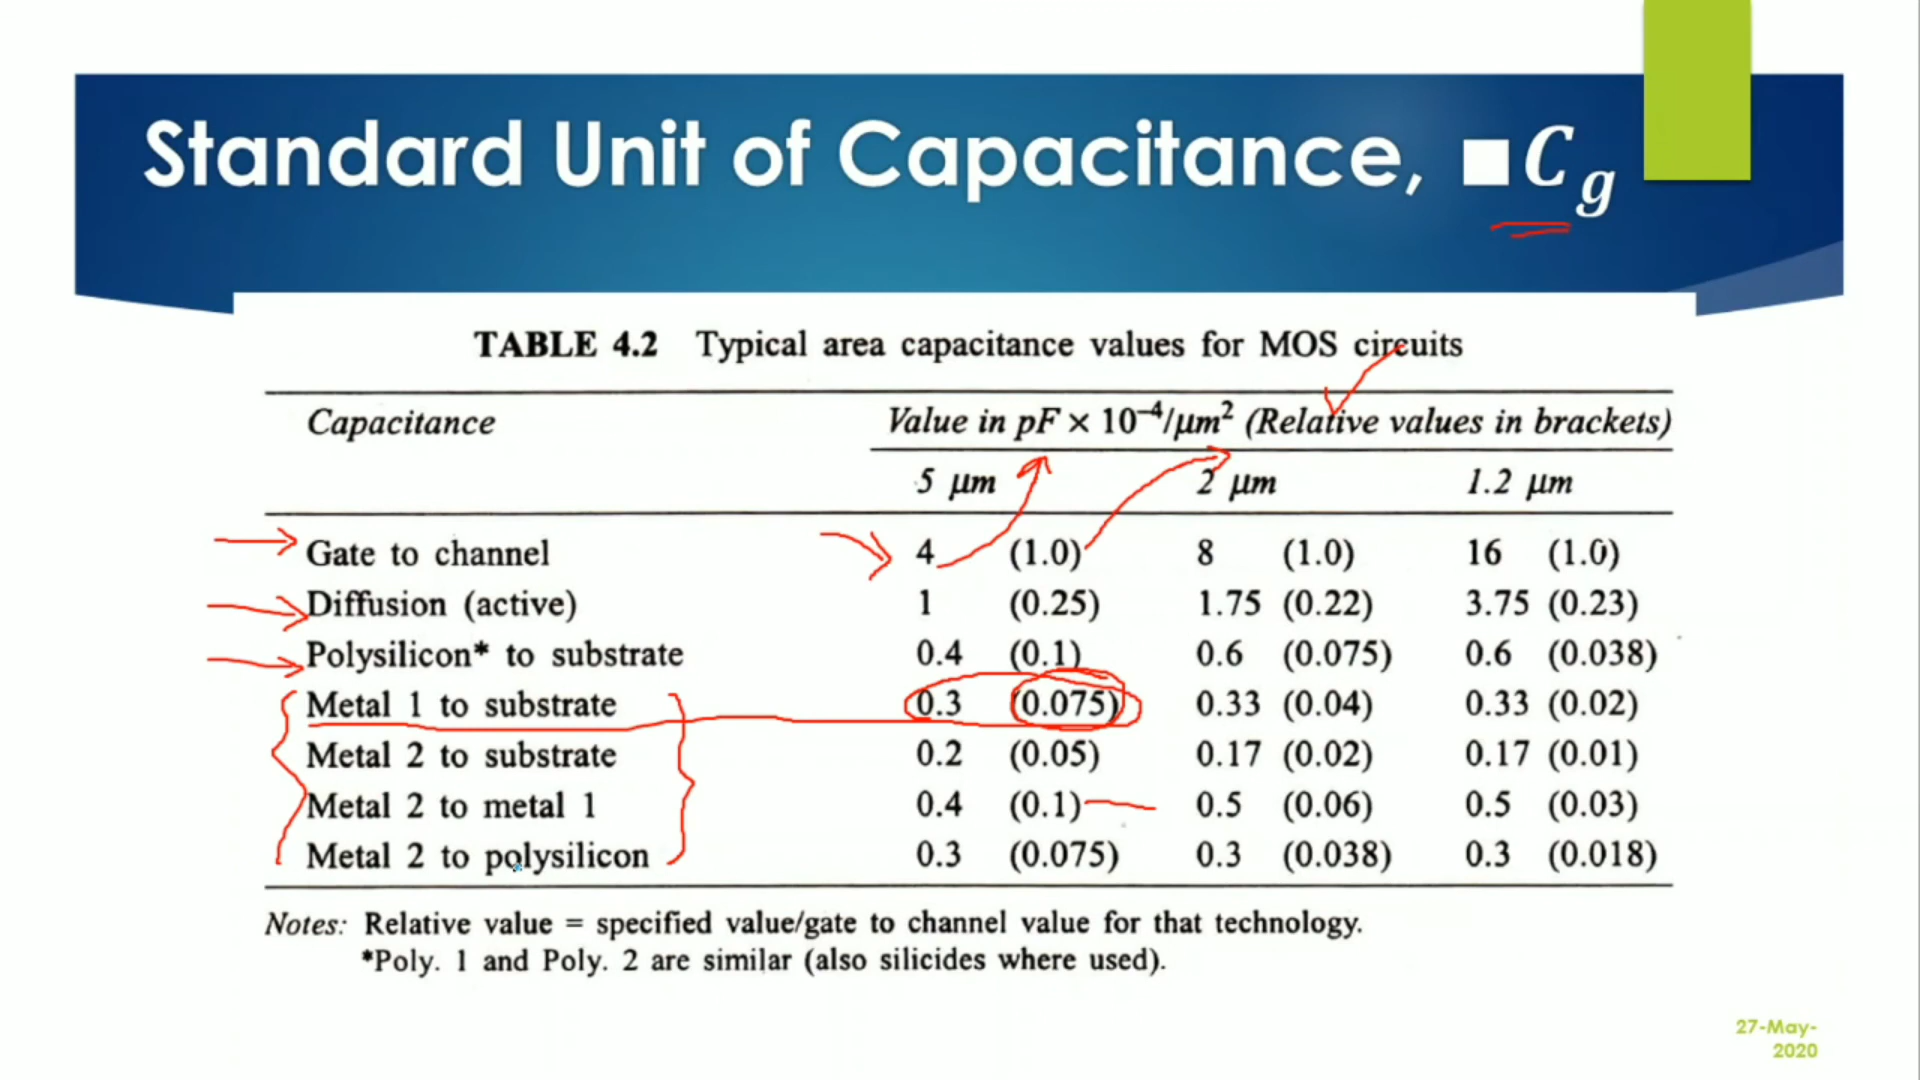 Standard Unit of Capacitance, ■C_g
TABLE 4.2 Typical area capacitance values for MOS circuits
Capacitance Value in pF × 10⁻⁴/μm² (Relative values in brackets)
5 μm 2 μm 1.2 μm
Gate to channel 4 (1.0) 8 (1.0) 16 (1.0)
Diffusion (active) 1 (0.25) 1.75 (0.22) 3.75 (0.23)
Polysilicon* to substrate 0.4 (0.1) 0.6 (0.075) 0.6 (0.038)
Metal 1 to substrate 0.3 (0.075) 0.33 (0.04) 0.33 (0.02)
Metal 2 to substrate 0.2 (0.05) 0.17 (0.02) 0.17 (0.01)
Metal 2 to metal 1 0.4 (0.1) 0.5 (0.06) 0.5 (0.03)
Metal 2 to polysilicon 0.3 (0.075) 0.3 (0.038) 0.3 (0.018)
Notes: Relative value = specified value/gate to channel value for that technology.
*Poly. 1 and Poly. 2 are similar (also silicides where used).
27-May-
2020